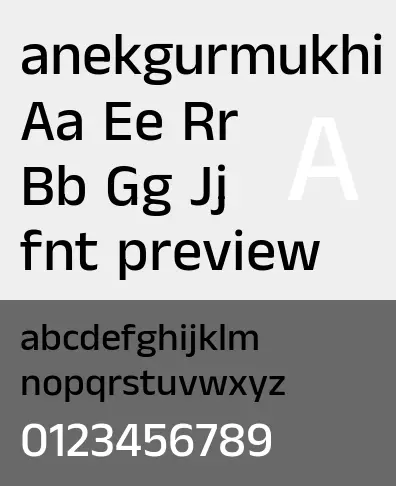 anekgurmukhi
Aa Ee Rr
A
Bb Gg Jj
fnt preview
abcdefghijklm
nopqrstuvwxyz
0123456789